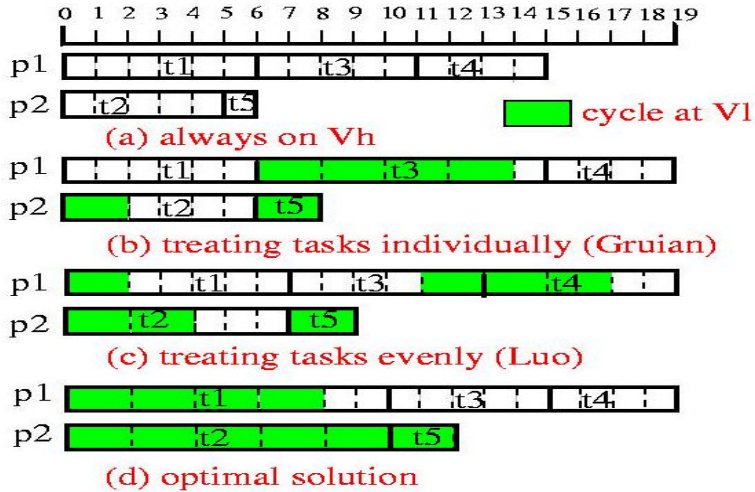 0 1 2 3 4 5 6 7 8 9 10 11 12 13 14 15 16 17 18 19
p1 t1 t3 t4
p2 t2 t5
cycle at Vl
(a) always on Vh
p1 t1 t3 t4
p2 t2 t5
(b) treating tasks individually (Gruian)
p1 t1 t3 t4
p2 t2 t5
(c) treating tasks evenly (Luo)
p1 t1 t3 t4
p2 t2 t5
(d) optimal solution